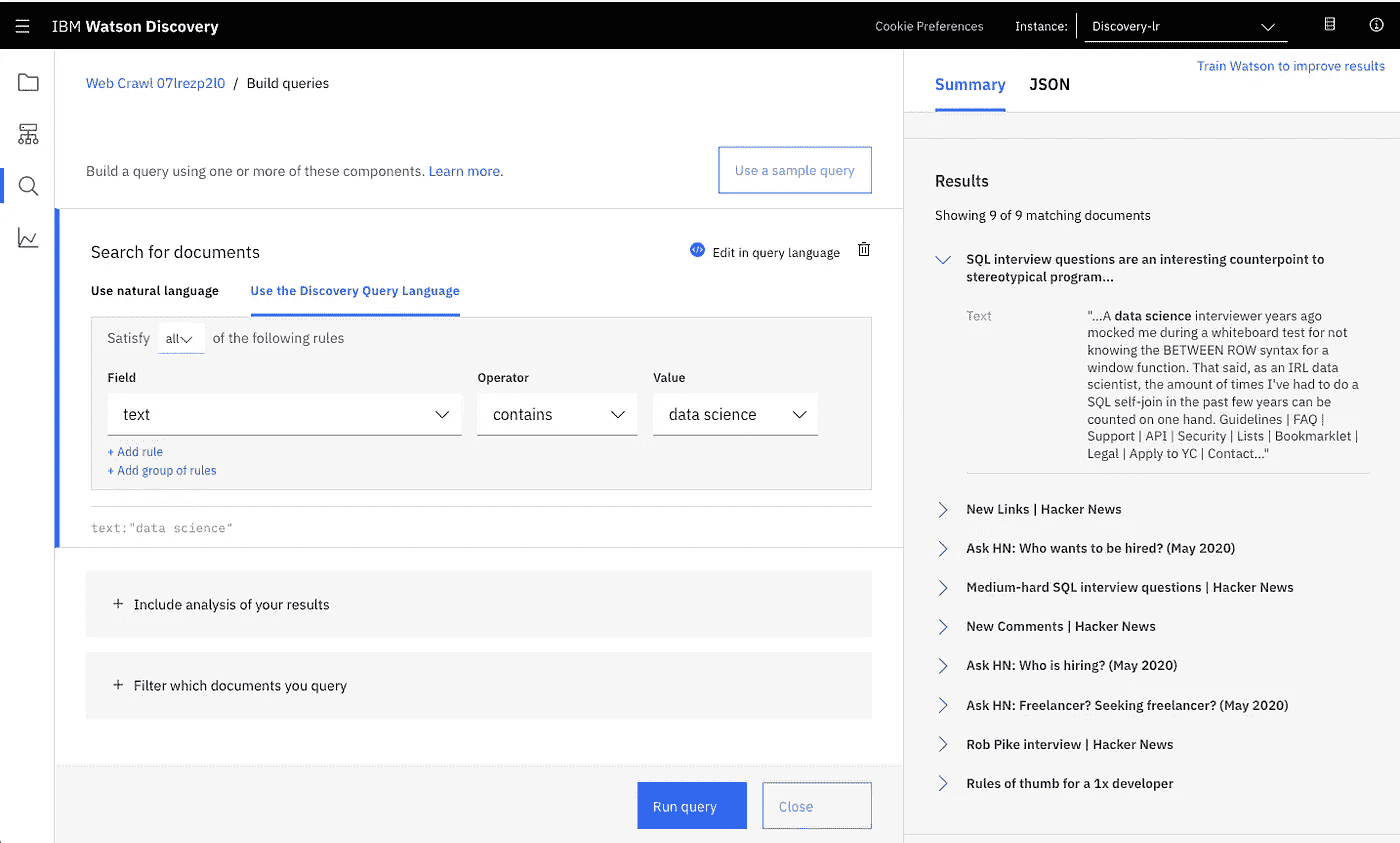 IBM Watson Discovery
Cookie Preferences
Instance:
Discovery-lr
Web Crawl 07lrezp2l0 / Build queries
Build a query using one or more of these components. Learn more.
Use a sample query
Search for documents
Edit in query language
Use natural language
Use the Discovery Query Language
Satisfy all of the following rules
Field
Operator
Value
text
contains
data science
+ Add rule
+ Add group of rules
text:"data science"
+ Include analysis of your results
+ Filter which documents you query
Run query
Close
Train Watson to improve results
Summary
JSON
Results
Showing 9 of 9 matching documents
SQL interview questions are an interesting counterpoint to
stereotypical program...
Text
"...A data science interviewer years ago
mocked me during a whiteboard test for not
knowing the BETWEEN ROW syntax for a
window function. That said, as an IRL data
scientist, the amount of times I've had to do a
SQL self-join in the past few years can be
counted on one hand. Guidelines | FAQ |
Support | API | Security | Lists | Bookmarklet |
Legal | Apply to YC | Contact..."
New Links | Hacker News
Ask HN: Who wants to be hired? (May 2020)
Medium-hard SQL interview questions | Hacker News
New Comments | Hacker News
Ask HN: Who is hiring? (May 2020)
Ask HN: Freelancer? Seeking freelancer? (May 2020)
Rob Pike interview | Hacker News
Rules of thumb for a 1x developer